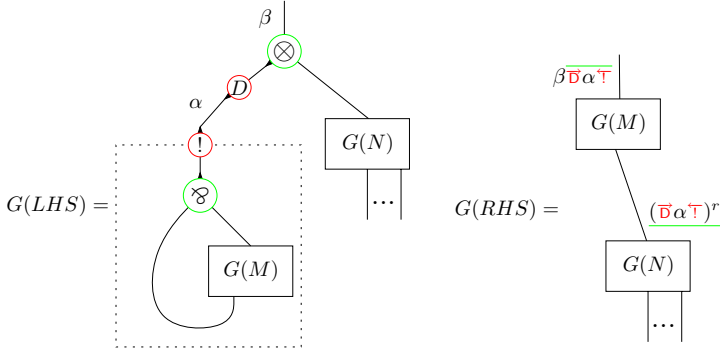 β
⊗
D
α
!
G(N)
...
G(LHS) =
⅋
G(M)
β D⃗ α !⃖
G(M)
G(RHS) =
(D⃗ α !⃖)^r
G(N)
...